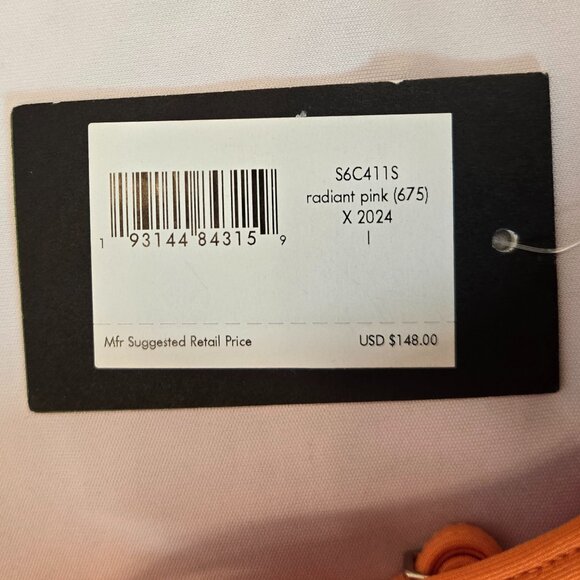 S6C411S
radiant pink (675)
X 2024
l
1 93144 84315 9
Mfr Suggested Retail Price USD $148.00